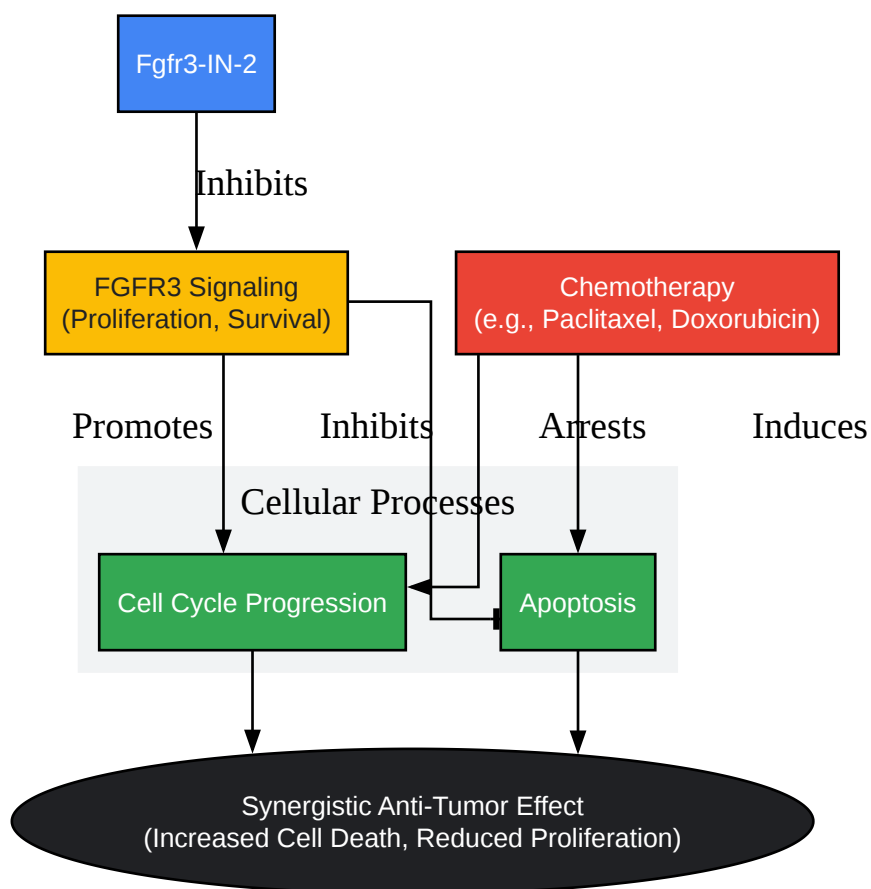 Fgfr3-IN-2
Inhibits
FGFR3 Signaling
(Proliferation, Survival)
Chemotherapy
(e.g., Paclitaxel, Doxorubicin)
Promotes
Inhibits
Arrests
Induces
Cellular Processes
Cell Cycle Progression
Apoptosis
Synergistic Anti-Tumor Effect
(Increased Cell Death, Reduced Proliferation)